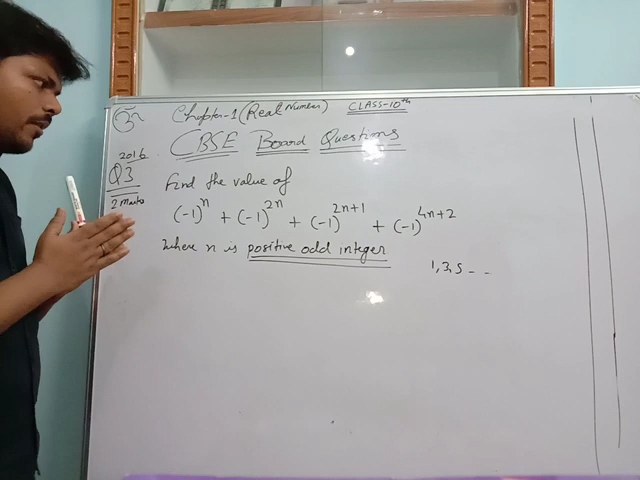 Chapter-1 (Real Number) CLASS-10th
CBSE Board Questions
2016
Q3
2 Marks
Find the value of
(-1)^n + (-1)^2n + (-1)^2n+1 + (-1)^4n+2
Where n is positive odd integer
1,3,5 - -